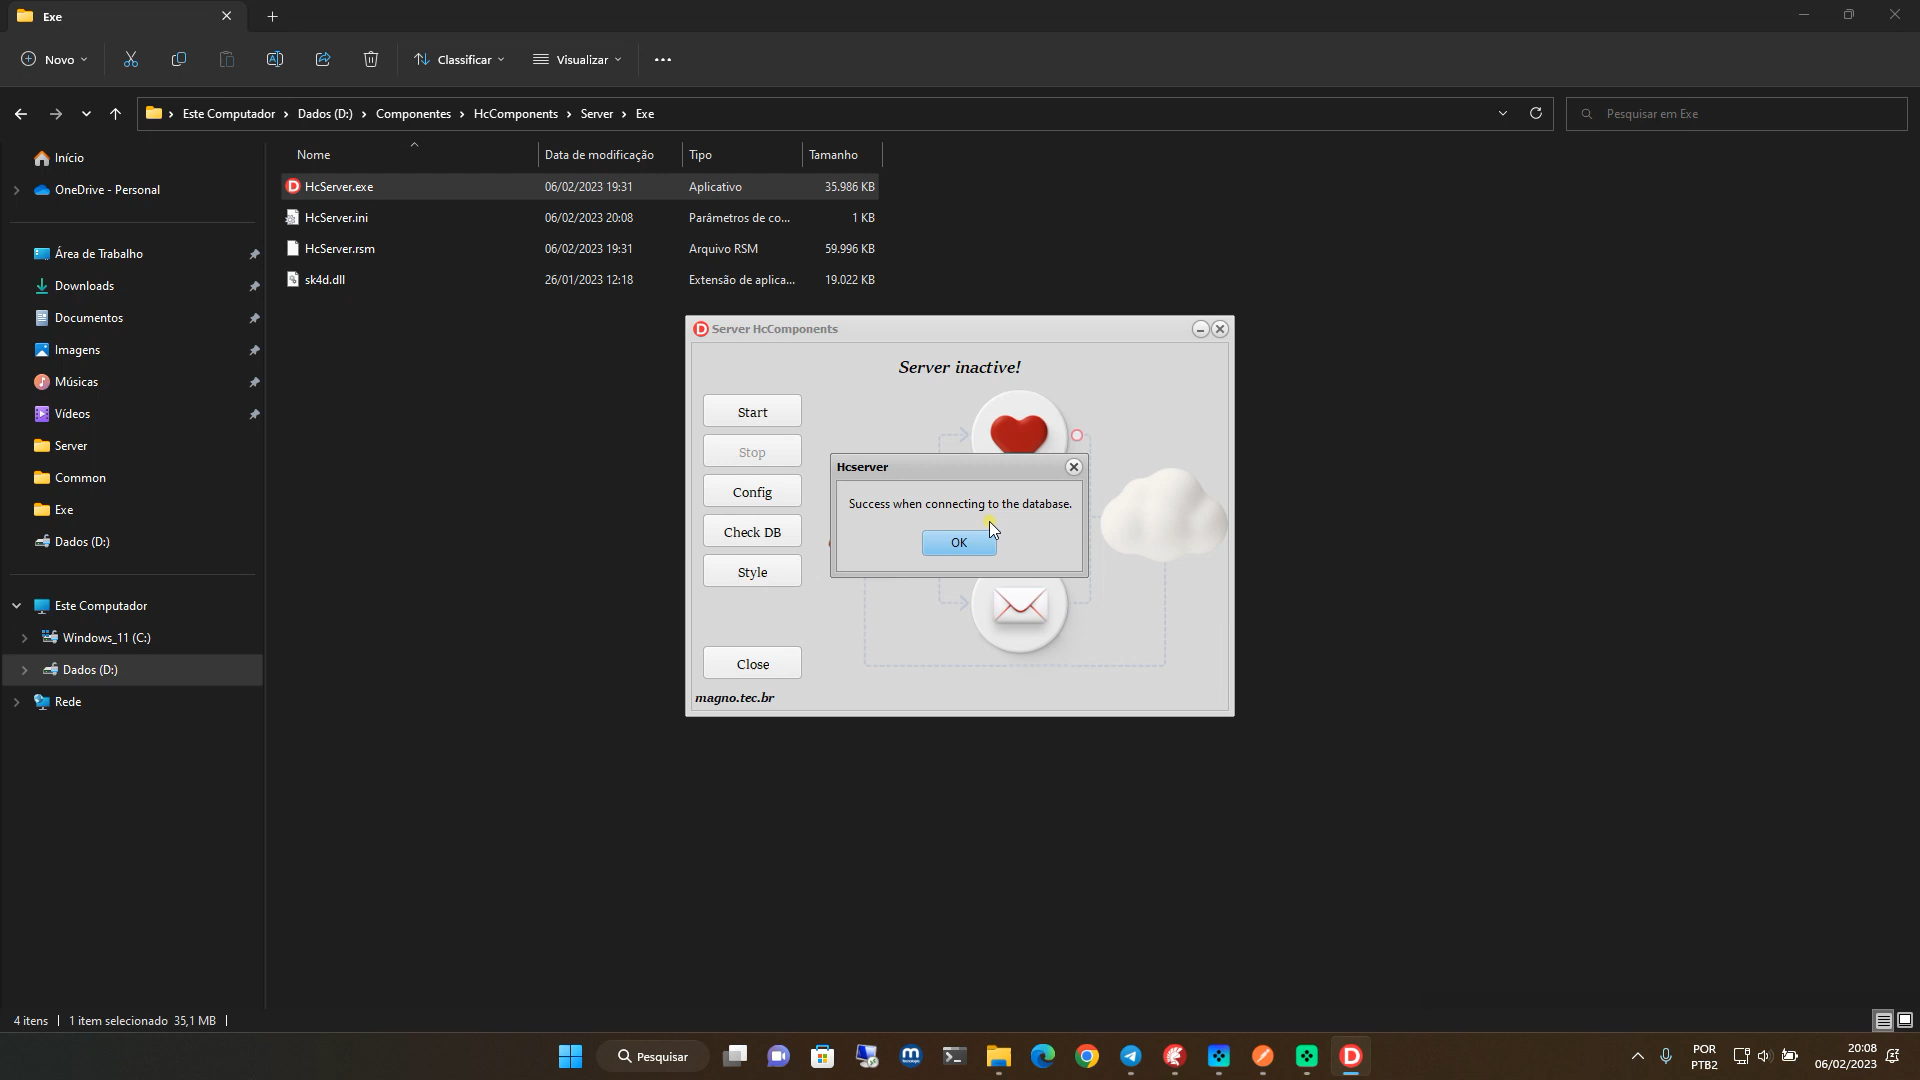 Exe
Novo
Classificar
Visualizar
Este Computador
Dados (D:)
Componentes
HcComponents
Server
Exe
Pesquisar em Exe
Início
OneDrive - Personal
Área de Trabalho
Downloads
Documentos
Imagens
Músicas
Vídeos
Server
Common
Exe
Dados (D:)
Este Computador
Windows_11 (C:)
Dados (D:)
Rede
Nome Data de modificação Tipo Tamanho
HcServer.exe 06/02/2023 19:31 Aplicativo 35.986 KB
HcServer.ini 06/02/2023 20:08 Parâmetros de co... 1 KB
HcServer.rsm 06/02/2023 19:31 Arquivo RSM 59.996 KB
sk4d.dll 26/01/2023 12:18 Extensão de aplica... 19.022 KB
Server HcComponents
Server inactive!
Start
Stop
Config
Check DB
Style
Close
magno.tec.br
Hcserver
Success when connecting to the database.
OK
4 itens 1 item selecionado 35,1 MB
Pesquisar
POR
PTB2
20:08
06/02/2023